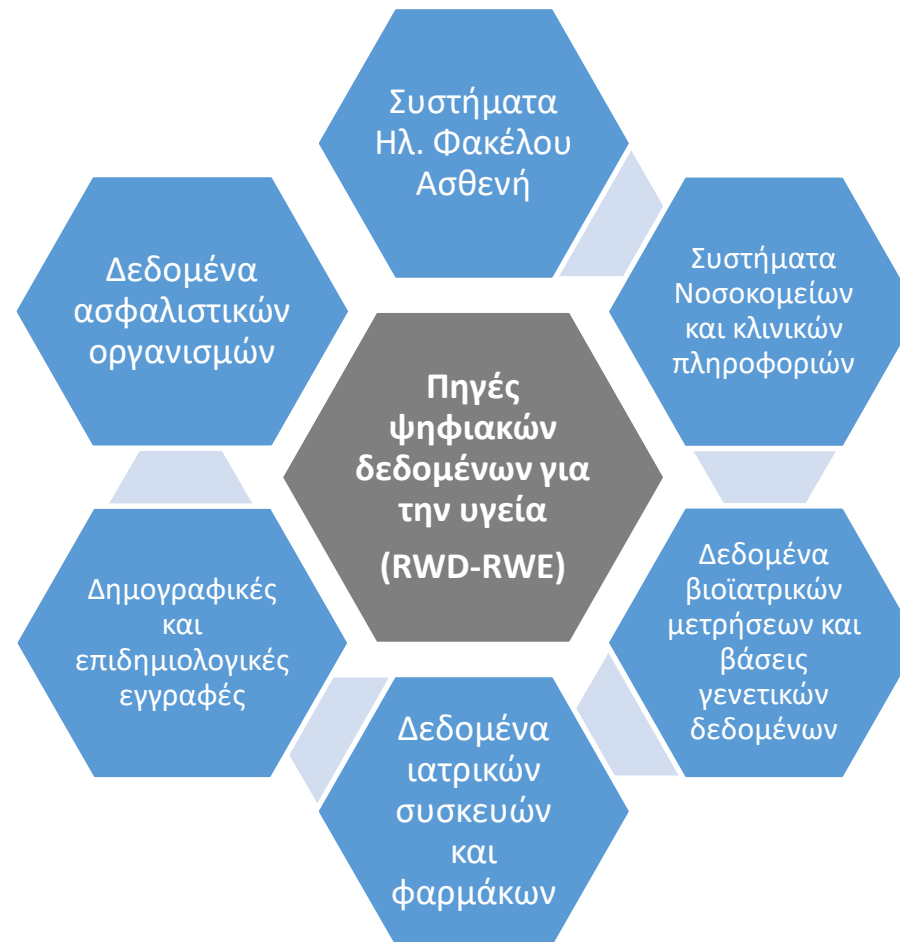 Συστήματα
Ηλ. Φακέλου
Ασθενή
Συστήματα
Νοσοκομείων
και κλινικών
πληροφοριών
Δεδομένα
βιοϊατρικών
μετρήσεων και
βάσεις
γενετικών
δεδομένων
Δεδομένα
ιατρικών
συσκευών
και
φαρμάκων
Δημογραφικές
και
επιδημιολογικές
εγγραφές
Δεδομένα
ασφαλιστικών
οργανισμών
Πηγές
ψηφιακών
δεδομένων για
την υγεία
(RWD-RWE)